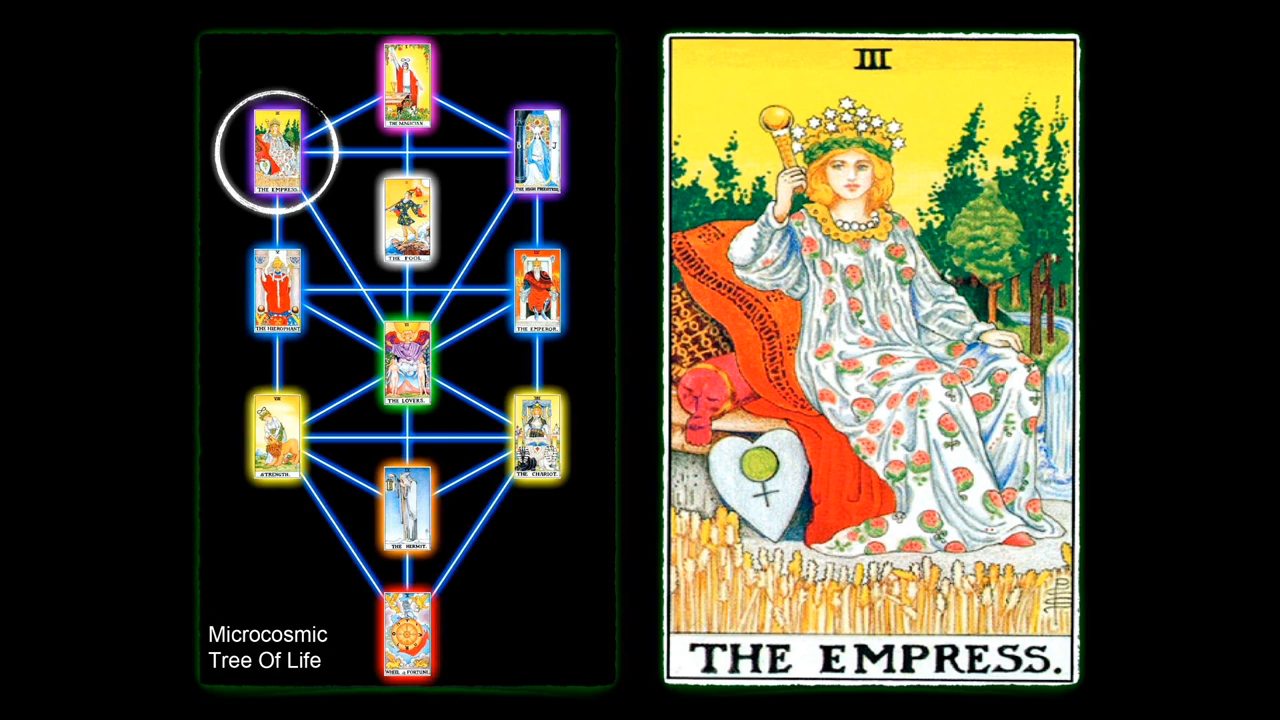 THE MAGICIAN.
THE EMPRESS.
B J
THE HIGH PRIESTESS
THE FOOL.
THE HIEROPHANT
THE EMPEROR.
THE LOVERS.
STRENGTH.
THE CHARIOT.
THE HERMIT.
WHEEL of FORTUNE.
Microcosmic
Tree Of Life
III
THE EMPRESS.